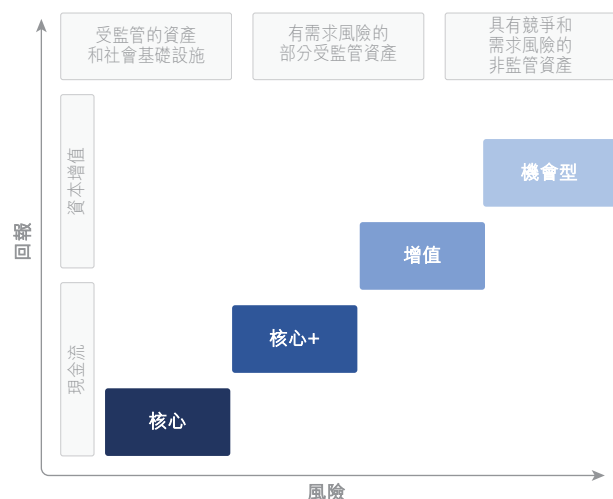 受監管的資產
和社會基礎設施
有需求風險的
部分受監管資產
具有競爭和
需求風險的
非監管資產
資本增值
機會型
回報
增值
核心+
現金流
核心
風險